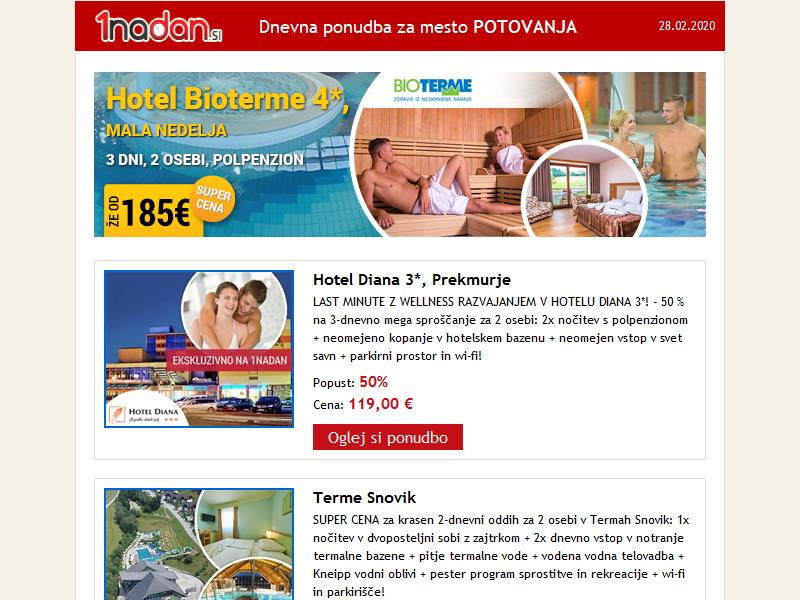 1nadan.si
Dnevna ponudba za mesto POTOVANJA
28.02.2020
Hotel Bioterme 4*,
MALA NEDELJA
3 DNI, 2 OSEBI, POLPENZION
ŽE OD
185€
SUPER
CENA
BIOTERME
ZDRAVJE IZ NEOKRNJENE NARAVE
Hotel Diana 3*, Prekmurje
LAST MINUTE Z WELLNESS RAZVAJANJEM V HOTELU DIANA 3*! - 50 %
na 3-dnevno mega sproščanje za 2 osebi: 2x nočitev s polpenzionom
+ neomejeno kopanje v hotelskem bazenu + neomejen vstop v svet
savn + parkirni prostor in wi-fi!
Popust: 50%
Cena: 119,00 €
Oglej si ponudbo
EKSKLUZIVNO NA 1NADAN
HOTEL DIANA
Terme Snovik
SUPER CENA za krasen 2-dnevni oddih za 2 osebi v Termah Snovik: 1x
nočitev v dvoposteljni sobi z zajtrkom + 2x dnevno vstop v notranje
termalne bazene + pitje termalne vode + vodena vodna telovadba +
Kneipp vodni oblivi + pester program sprostitve in rekreacije + wi-fi
in parkirišče!